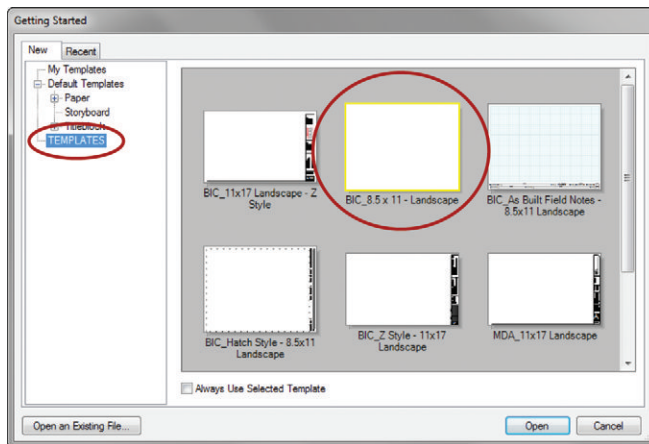 Getting Started
New
Recent
My Templates
Default Templates
Paper
Storyboard
Titleblock
TEMPLATES
BIC_11x17 Landscape - Z
Style
BIC_8.5 x 11 - Landscape
BIC_As Built Field Notes -
8.5x11 Landscape
BIC_Hatch Style - 8.5x11
Landscape
BIC_Z Style - 11x17
Landscape
MDA_11x17 Landscape
Always Use Selected Template
Open an Existing File...
Open
Cancel